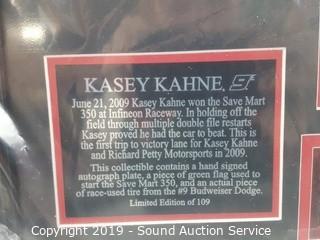 KASEY KAHNE, 9
June 21, 2009 Kasey Kahne won the Save Mart
350 at Infineon Raceway. In holding off the
field through multiple double file restarts
Kasey proved he had the car to beat. This is
the first trip to victory lane for Kasey Kahne
and Richard Petty Motorsports in 2009.
This collectible contains a hand signed
autograph plate, a piece of green flag used to
start the Save Mart 350, and an actual piece
of race-used tire from the #9 Budweiser Dodge.
Limited Edition of 109
Copyright 2019 - Sound Auction Service